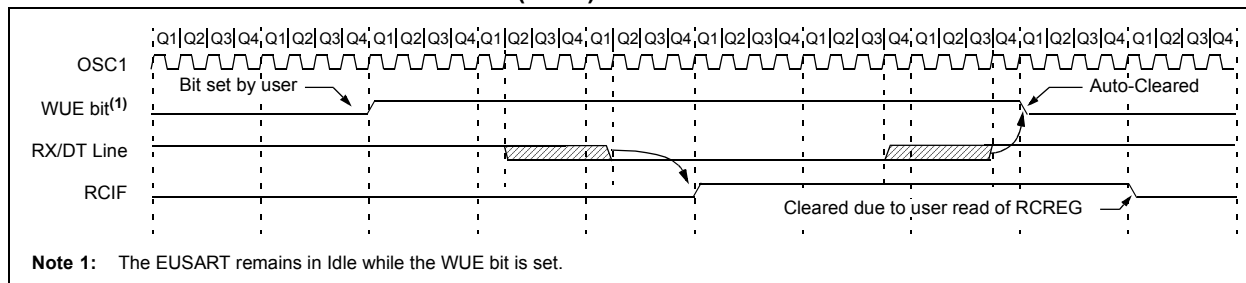 Q1 Q2 Q3 Q4 Q1 Q2 Q3 Q4 Q1 Q2 Q3 Q4 Q1 Q2 Q3 Q4 Q1 Q2 Q3 Q4 Q1 Q2 Q3 Q4 Q1 Q2 Q3 Q4 Q1 Q2 Q3 Q4 Q1 Q2 Q3 Q4 Q1 Q2 Q3 Q4
OSC1
Bit set by user
Auto-Cleared
WUE bit(1)
RX/DT Line
RCIF
Cleared due to user read of RCREG
Note 1: The EUSART remains in Idle while the WUE bit is set.